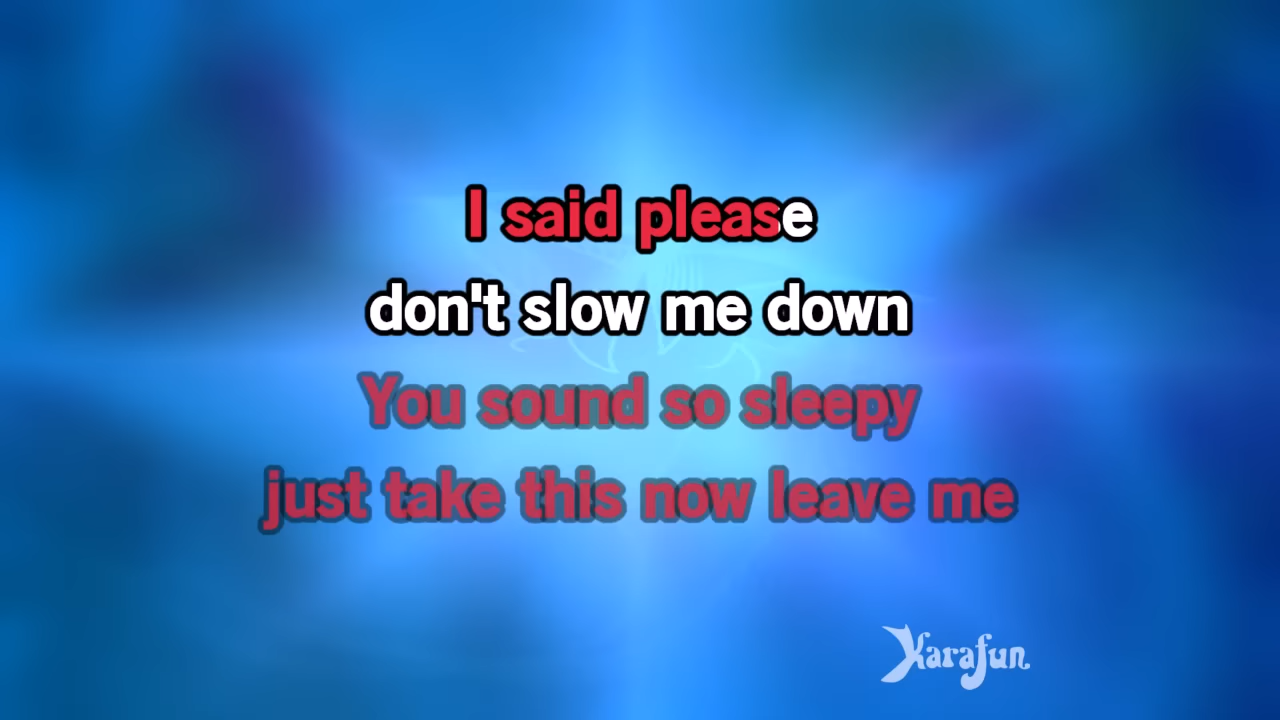 I said please
don't slow me down
You sound so sleepy
just take this now leave me
Karafun